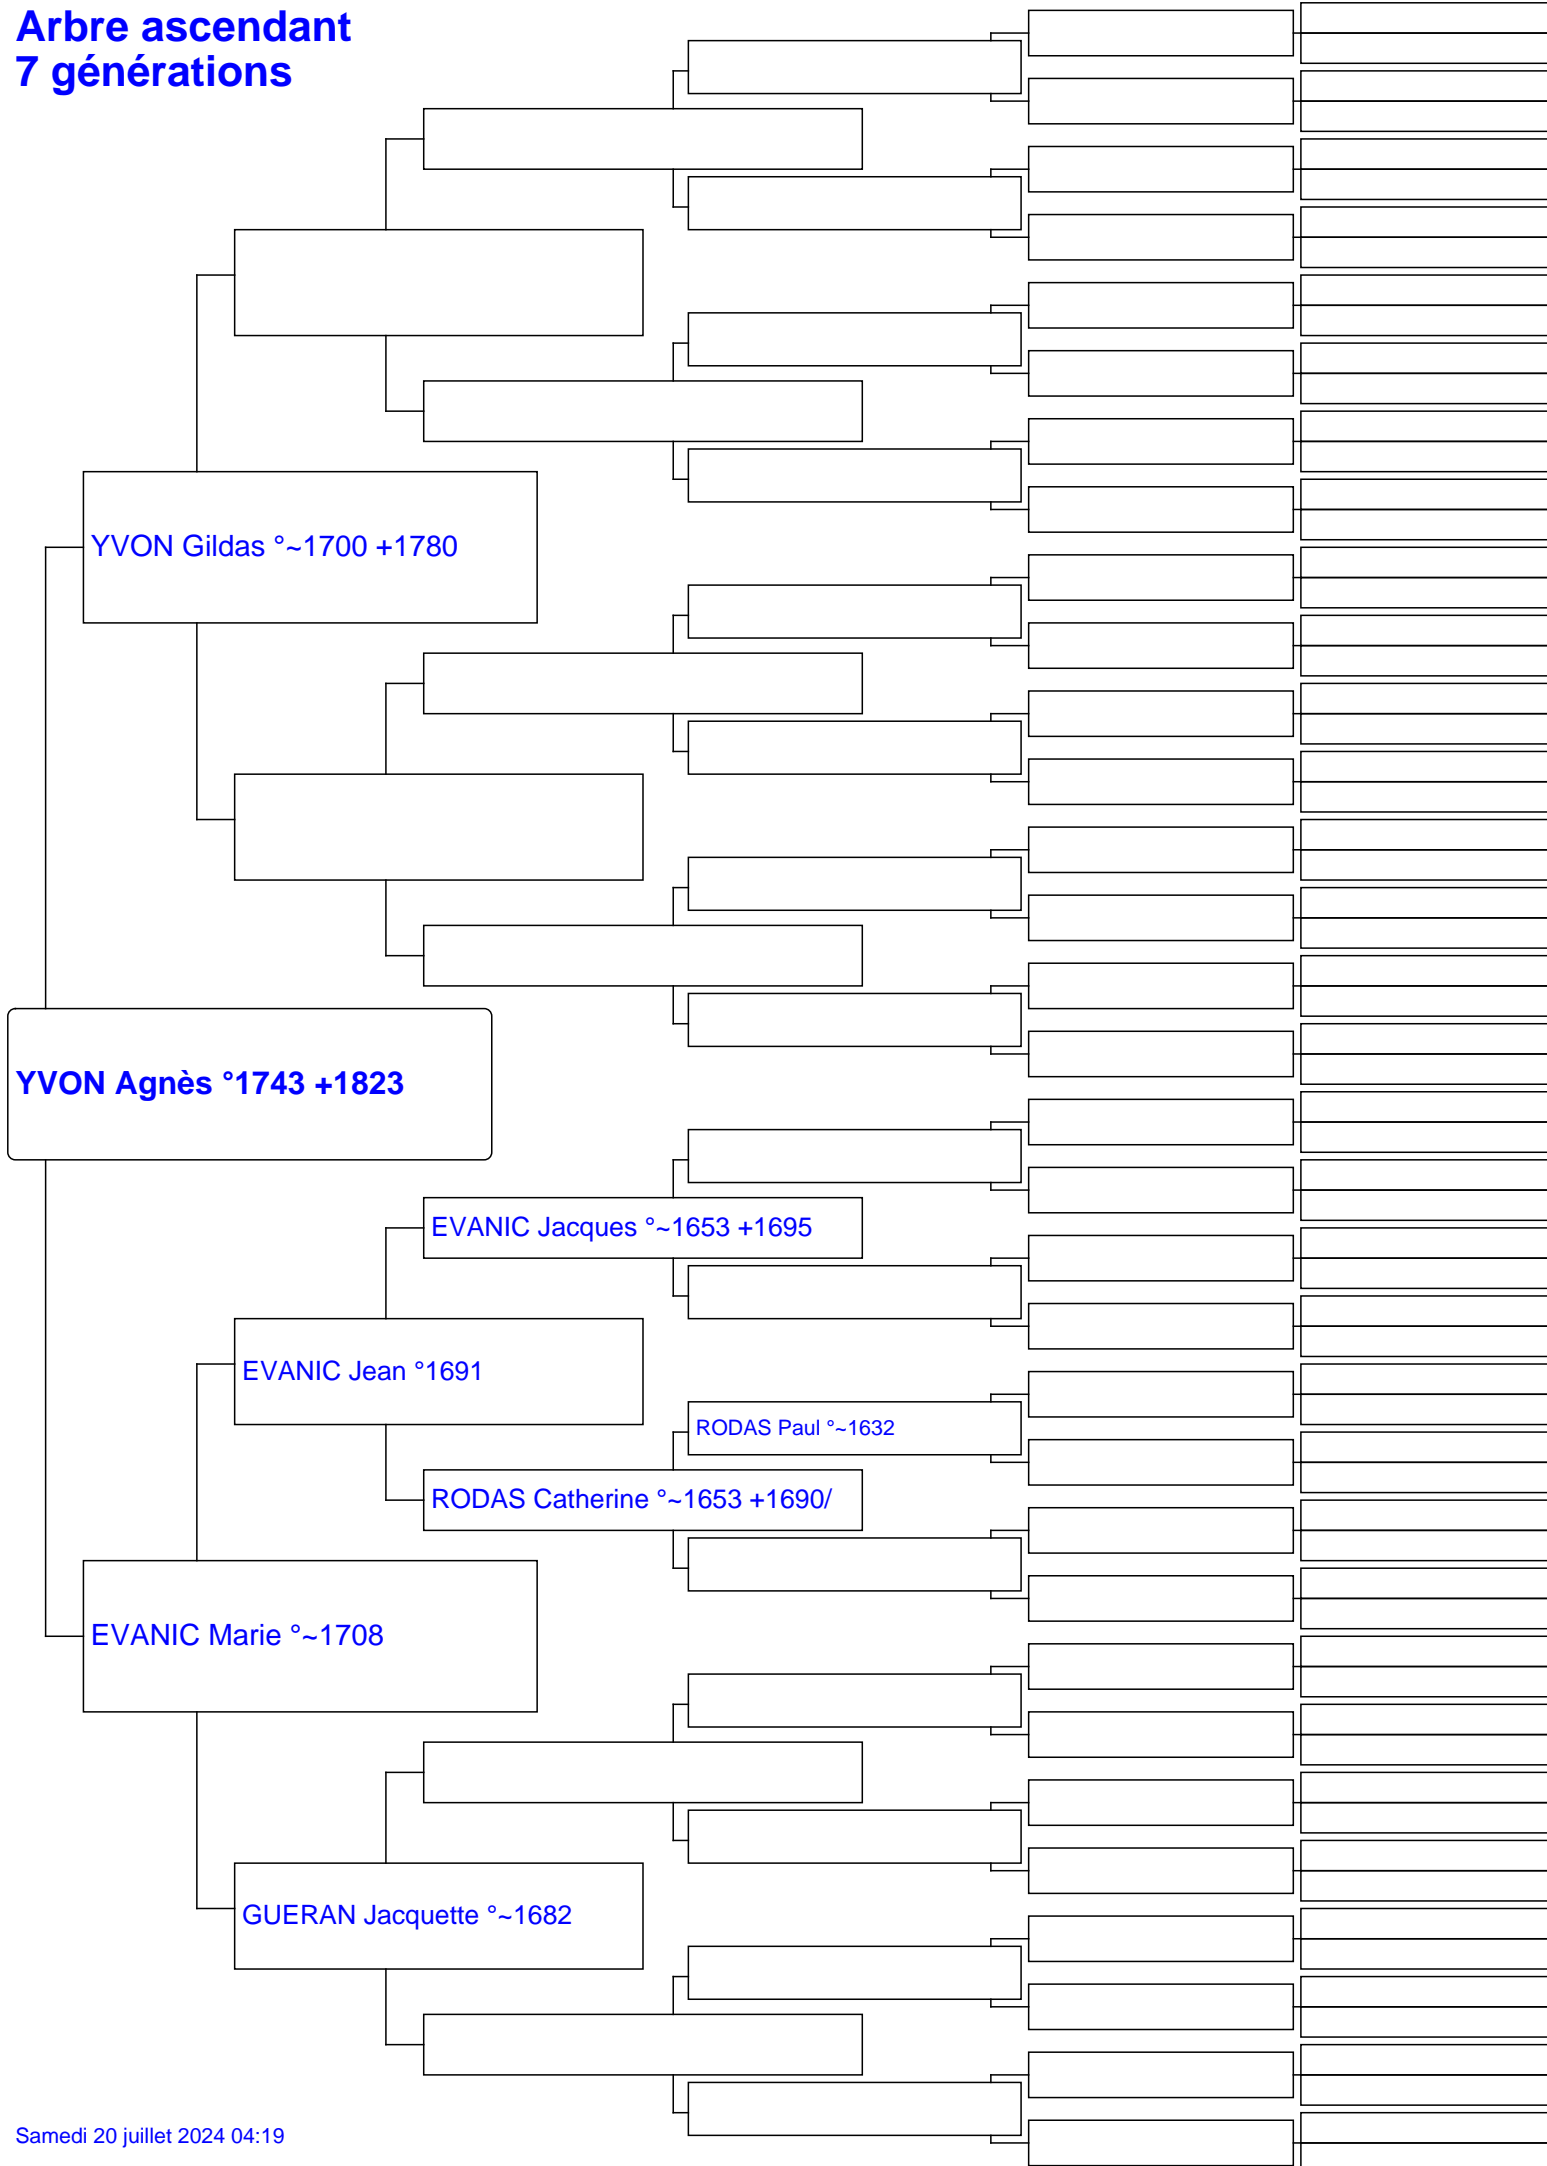 Arbre ascendant
7 générations
YVON Gildas °~1700 +1780
YVON Agnès °1743 +1823
EVANIC Jacques °~1653 +1695
EVANIC Jean °1691
RODAS Paul °~1632
RODAS Catherine °~1653 +1690/
EVANIC Marie °~1708
GUERAN Jacquette °~1682
Samedi 20 juillet 2024 04:19